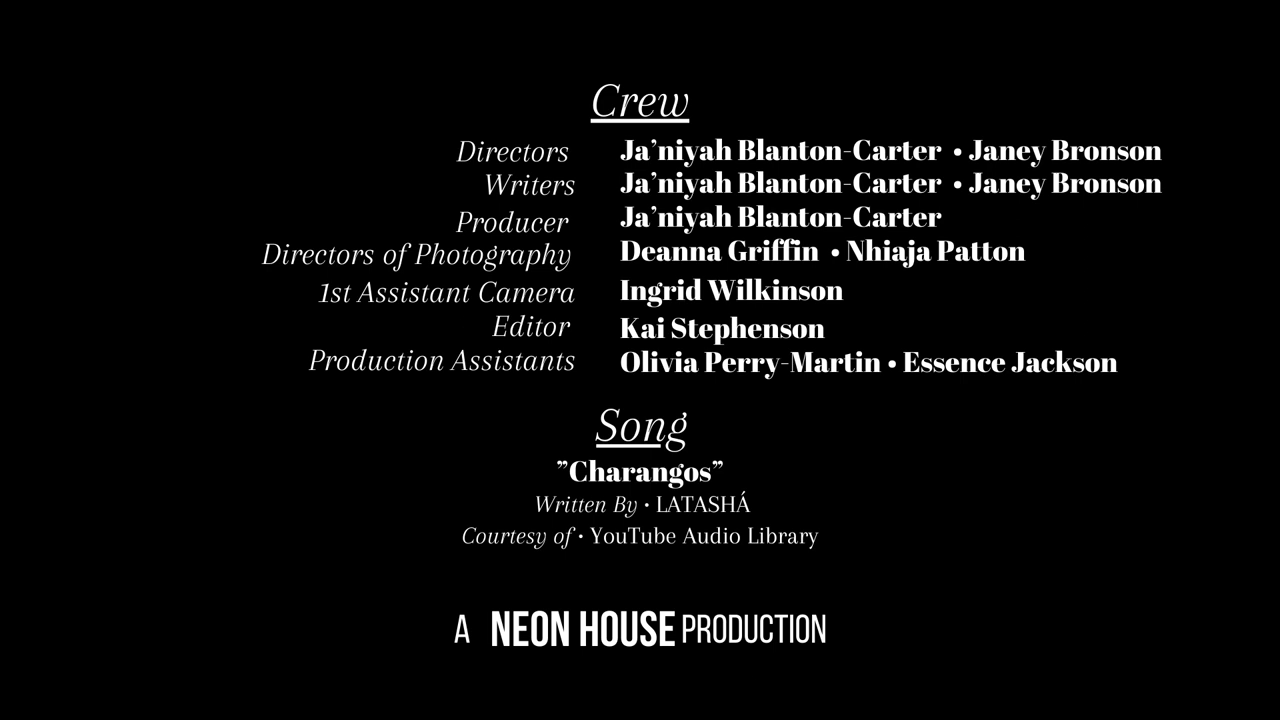 Crew
Directors Ja’niyah Blanton-Carter • Janey Bronson
Writers Ja’niyah Blanton-Carter • Janey Bronson
Producer Ja’niyah Blanton-Carter
Directors of Photography Deanna Griffin • Nhiaja Patton
1st Assistant Camera Ingrid Wilkinson
Editor Kai Stephenson
Production Assistants Olivia Perry-Martin • Essence Jackson
Song
”Charangos”
Written By • LATASHÁ
Courtesy of • YouTube Audio Library
A NEON HOUSE PRODUCTION